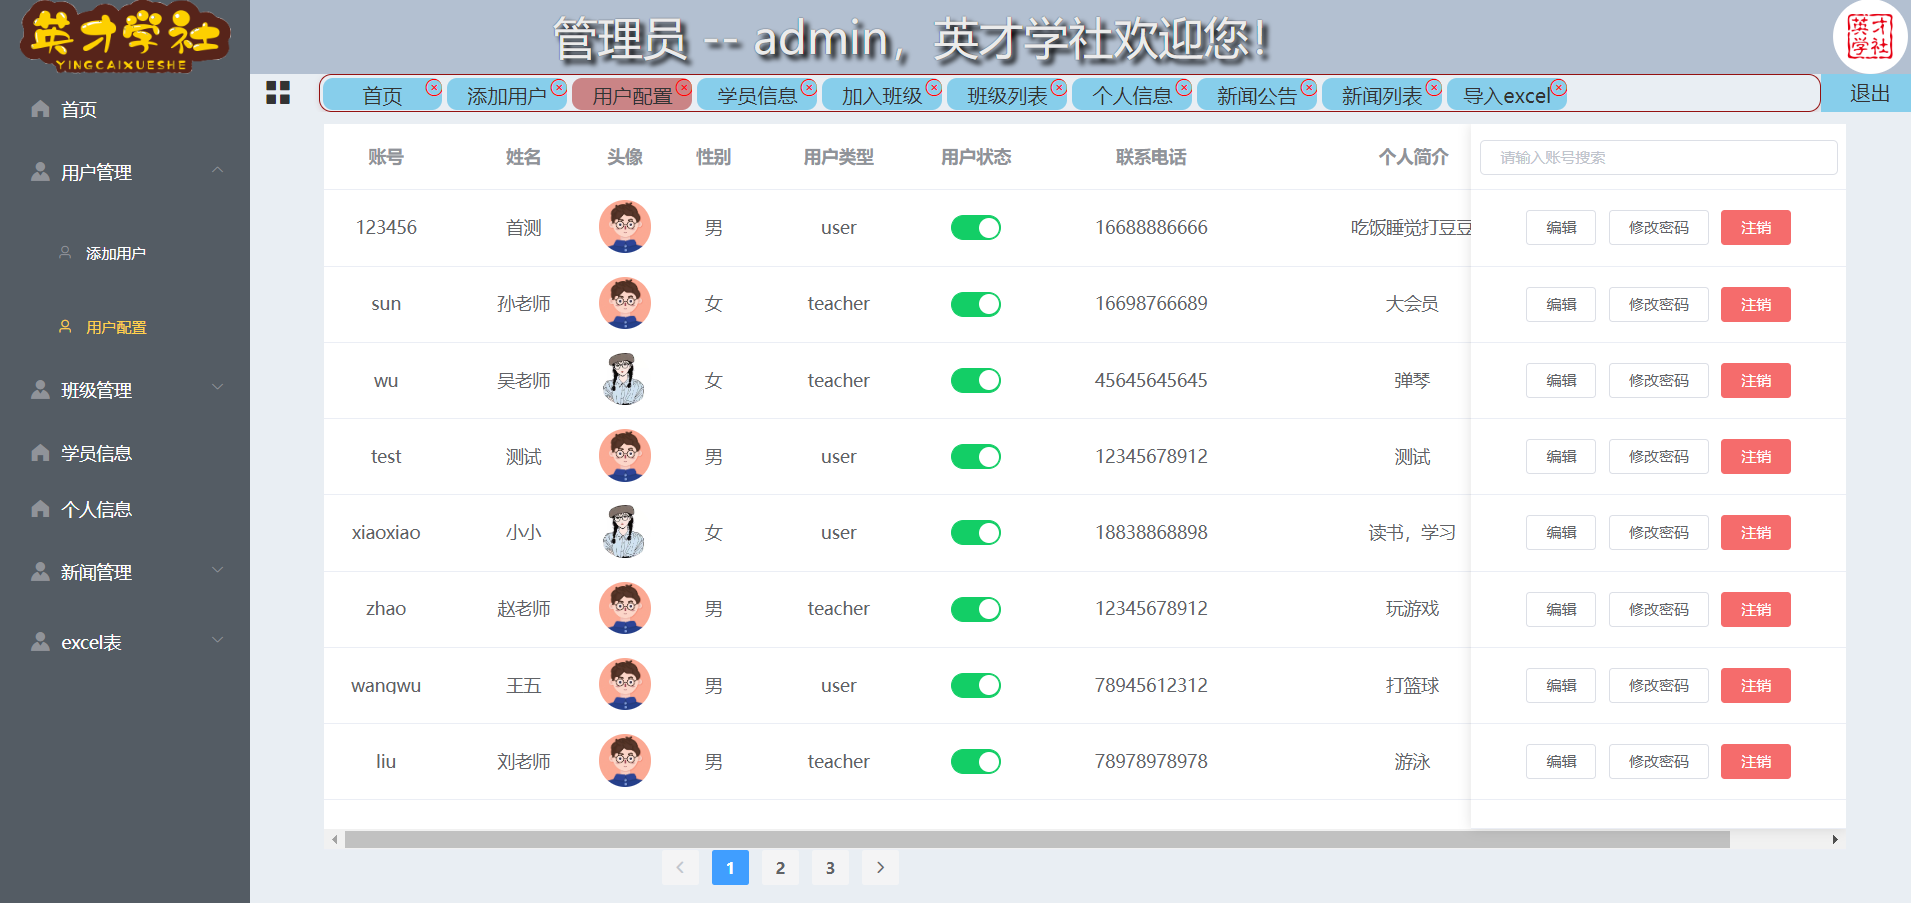 英才学社
YINGCAIXUESHE
管理员 -- admin，英才学社欢迎您！
英才
学社
首页
添加用户
用户配置
学员信息
加入班级
班级列表
个人信息
新闻公告
新闻列表
导入excel
退出
首页
用户管理
添加用户
用户配置
班级管理
学员信息
个人信息
新闻管理
excel表
账号 姓名 头像 性别 用户类型 用户状态 联系电话 个人简介 请输入账号搜索
123456 首测 男 user 16688886666 吃饭睡觉打豆豆 编辑 修改密码 注销
sun 孙老师 女 teacher 16698766689 大会员 编辑 修改密码 注销
wu 吴老师 女 teacher 45645645645 弹琴 编辑 修改密码 注销
test 测试 男 user 12345678912 测试 编辑 修改密码 注销
xiaoxiao 小小 女 user 18838868898 读书，学习 编辑 修改密码 注销
zhao 赵老师 男 teacher 12345678912 玩游戏 编辑 修改密码 注销
wangwu 王五 男 user 78945612312 打篮球 编辑 修改密码 注销
liu 刘老师 男 teacher 78978978978 游泳 编辑 修改密码 注销
1 2 3